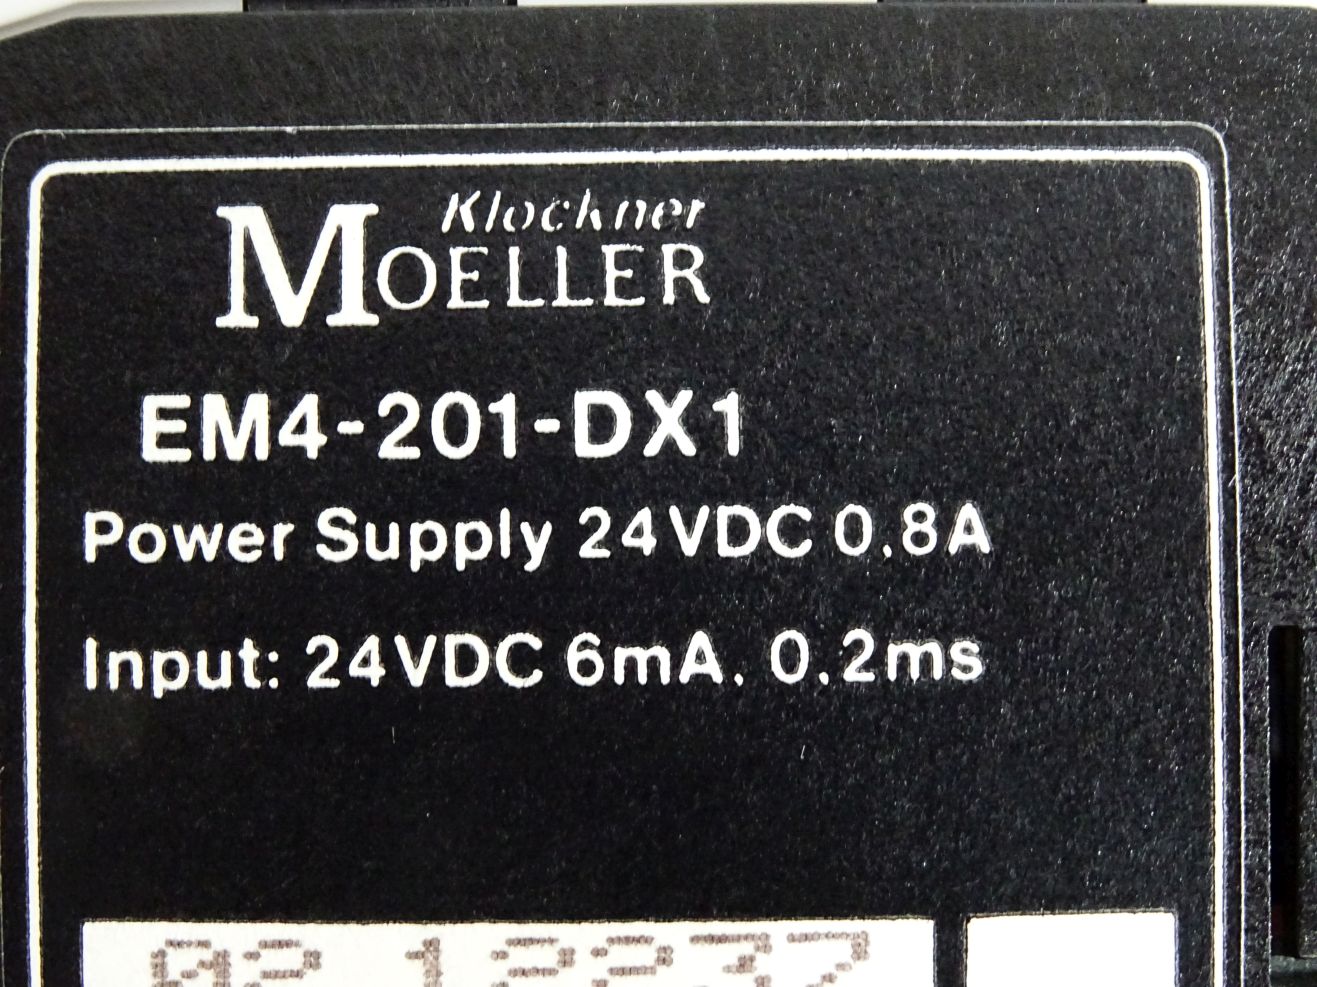 Klockner
MOELLER
EM4-201-DX1
Power Supply 24VDC 0.8A
Input: 24VDC 6mA. 0.2ms